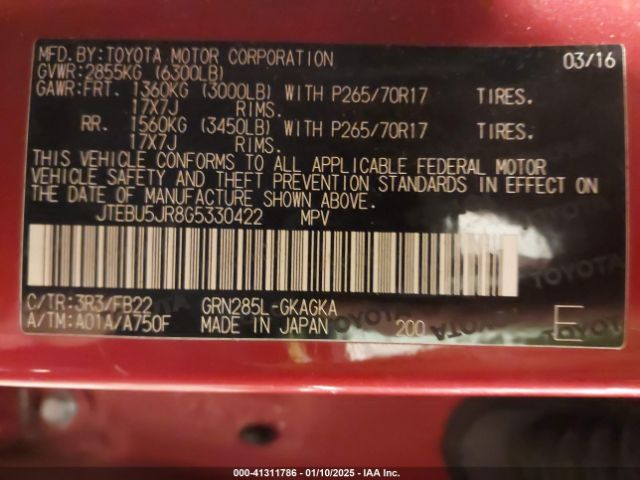 MFD.BY:TOYOTA MOTOR CORPORATION 03/16
GVWR:2855KG (6300LB)
GAWR:FRT. 1360KG (3000LB) WITH P265/70R17 TIRES.
17X7J RIMS.
RR. 1560KG (3450LB) WITH P265/70R17 TIRES.
17X7J RIMS.
THIS VEHICLE CONFORMS TO ALL APPLICABLE FEDERAL MOTOR
VEHICLE SAFETY AND THEFT PREVENTION STANDARDS IN EFFECT ON
THE DATE OF MANUFACTURE SHOWN ABOVE.
JTEBU5JR8G5330422 MPV
C/TR:3R3/FB22 GRN285L-GKAGKA
A/TM:A01A/A750F MADE IN JAPAN 200 E
000-41311786 - 01/10/2025 - IAA Inc.